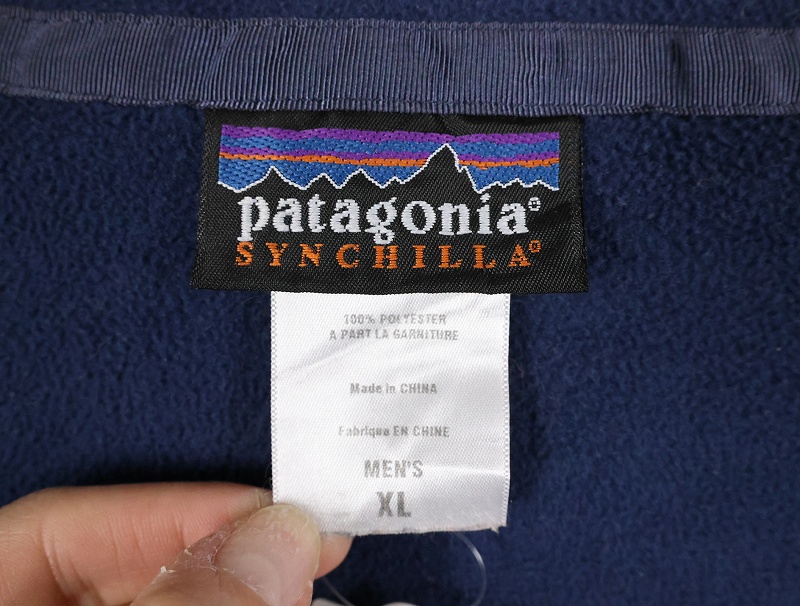 patagonia®
SYNCHILLA®
100% POLYESTER
A PART LA GARNITURE
Made in CHINA
Fabrique EN CHINE
MEN'S
XL